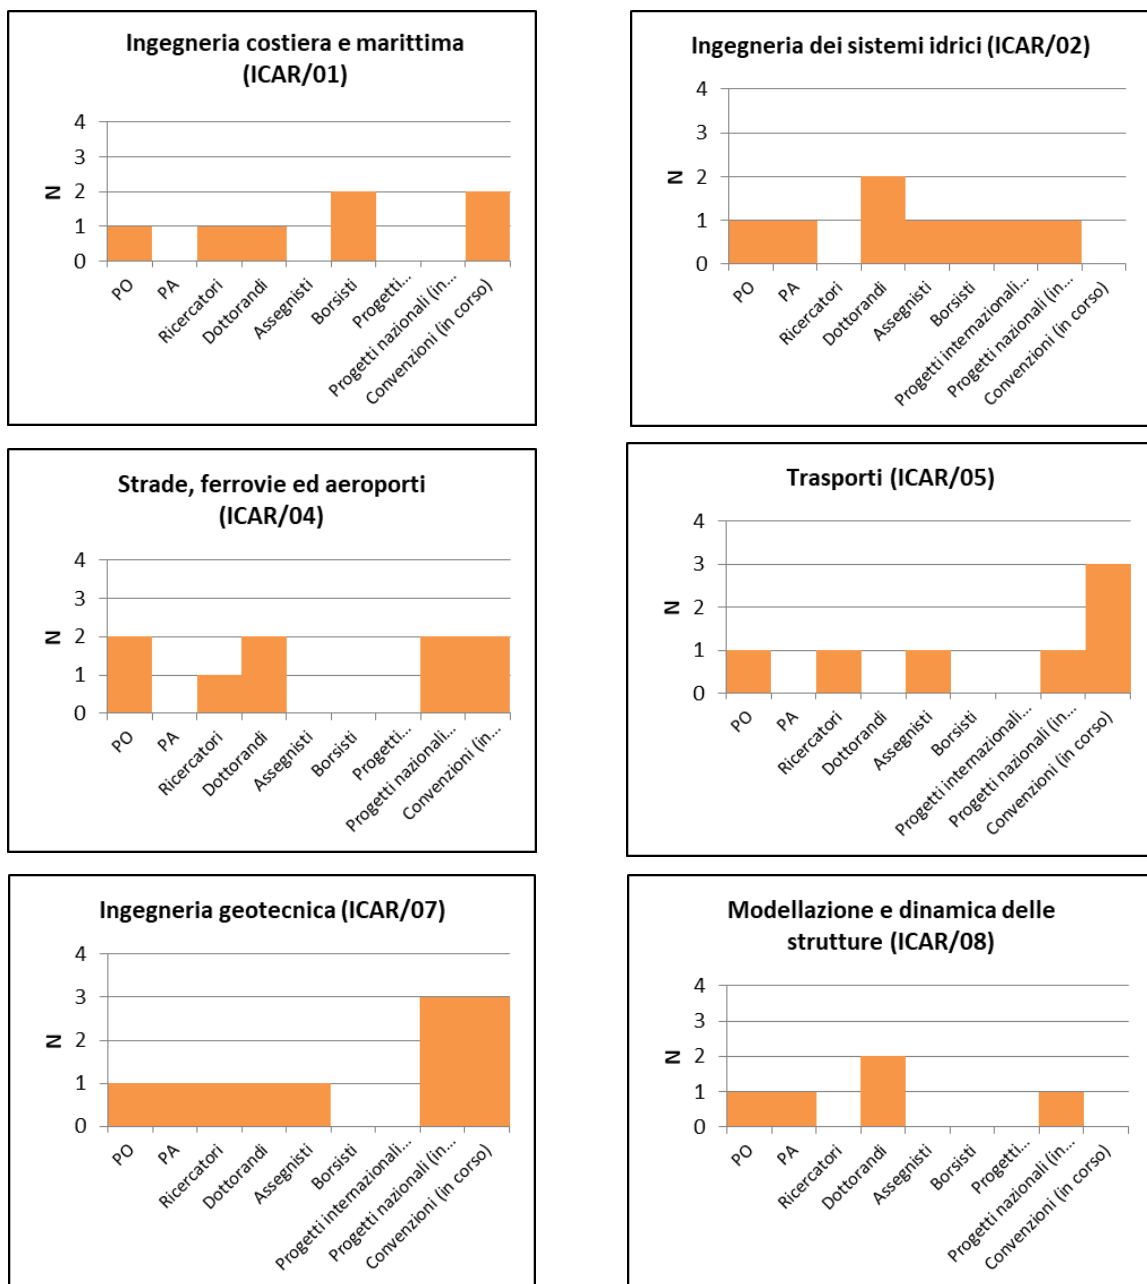 Ingegneria costiera e marittima
(ICAR/01)
4
3
2
1
0
N
PO
PA
Ricercatori
Dottorandi
Assegnisti
Borsisti
Progetti...
Progetti nazionali (in...
Convenzioni (in corso)
Ingegneria dei sistemi idrici (ICAR/02)
4
3
2
1
0
N
PO
PA
Ricercatori
Dottorandi
Assegnisti
Borsisti
Progetti internazionali...
Progetti nazionali (in...
Convenzioni (in corso)
Strade, ferrovie ed aeroporti
(ICAR/04)
4
3
2
1
0
N
PO
PA
Ricercatori
Dottorandi
Assegnisti
Borsisti
Progetti...
Progetti nazionali...
Convenzioni (in...
Trasporti (ICAR/05)
4
3
2
1
0
N
PO
PA
Ricercatori
Dottorandi
Assegnisti
Borsisti
Progetti internazionali...
Progetti nazionali (in...
Convenzioni (in corso)
Ingegneria geotecnica (ICAR/07)
4
3
2
1
0
N
PO
PA
Ricercatori
Dottorandi
Assegnisti
Borsisti
Progetti internazionali...
Progetti nazionali (in...
Convenzioni (in corso)
Modellazione e dinamica delle
strutture (ICAR/08)
4
3
2
1
0
N
PO
PA
Ricercatori
Dottorandi
Assegnisti
Borsisti
Progetti...
Progetti nazionali (in...
Convenzioni (in corso)